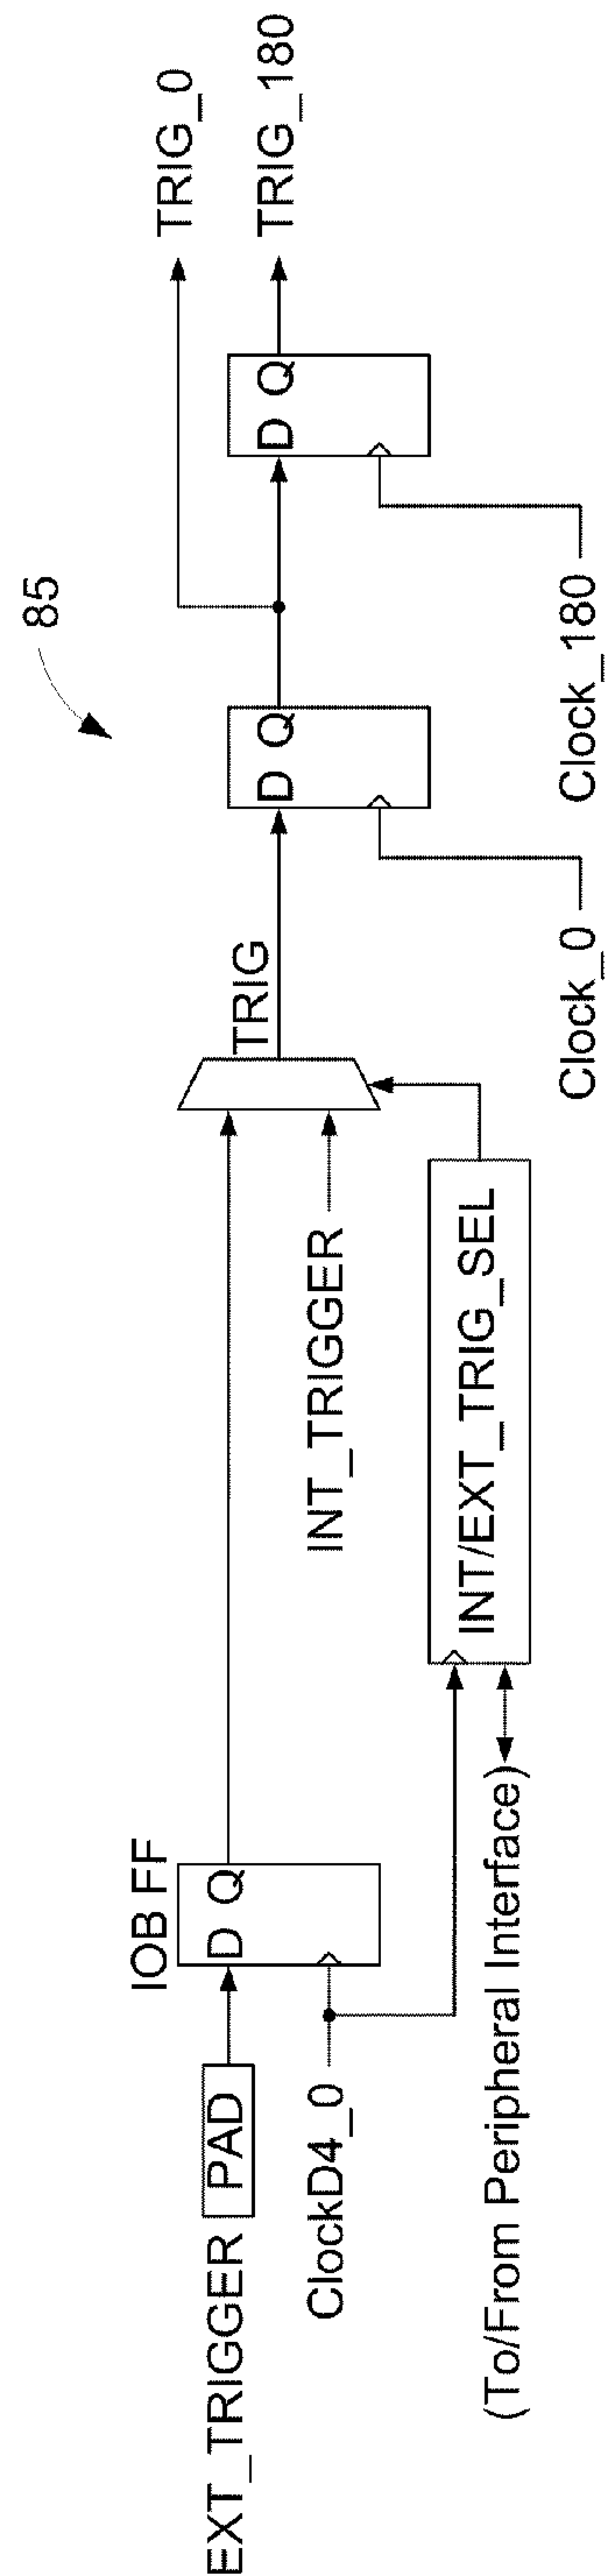 85
EXT_TRIGGER
PAD
IOB FF
D Q
ClockD4_0
(To/From Peripheral Interface)
INT/EXT_TRIG_SEL
INT_TRIGGER
TRIG
D Q
Clock_0
D Q
Clock_180
TRIG_0
TRIG_180